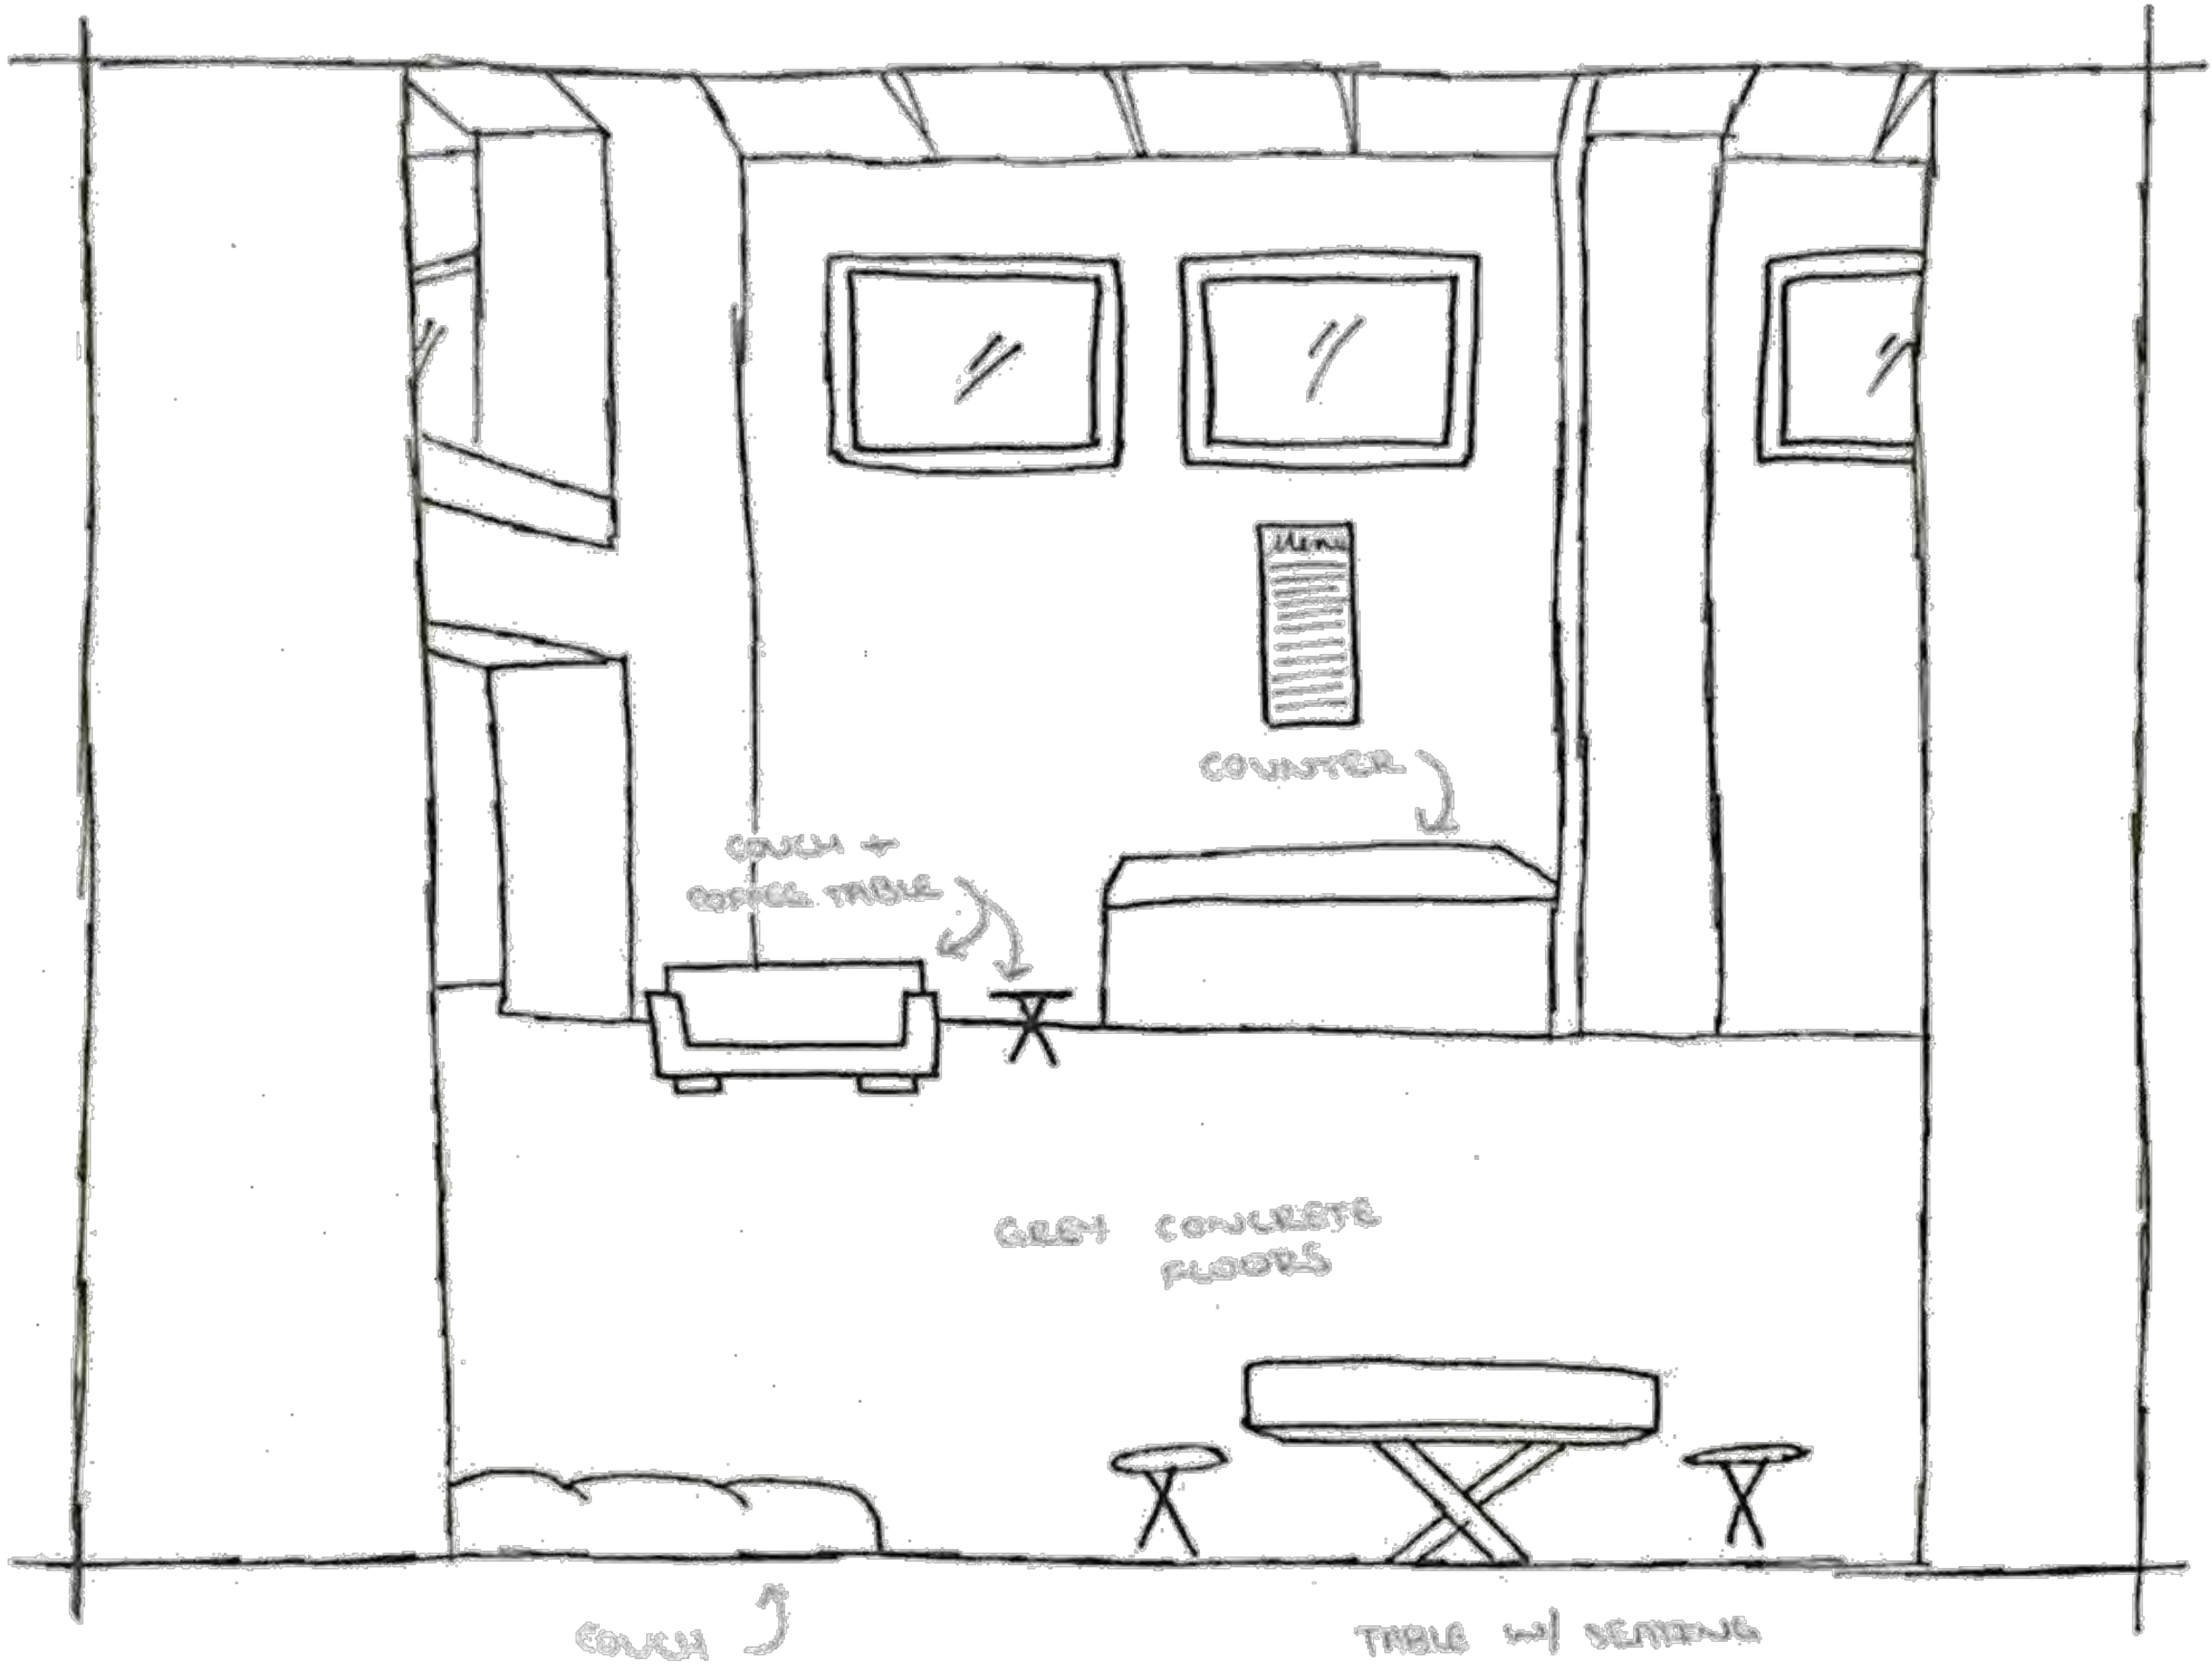 Menu
COUNTER
COUCH +
COFFEE TABLE
GREY CONCRETE
FLOORS
COUCH
TABLE W/ SEATING